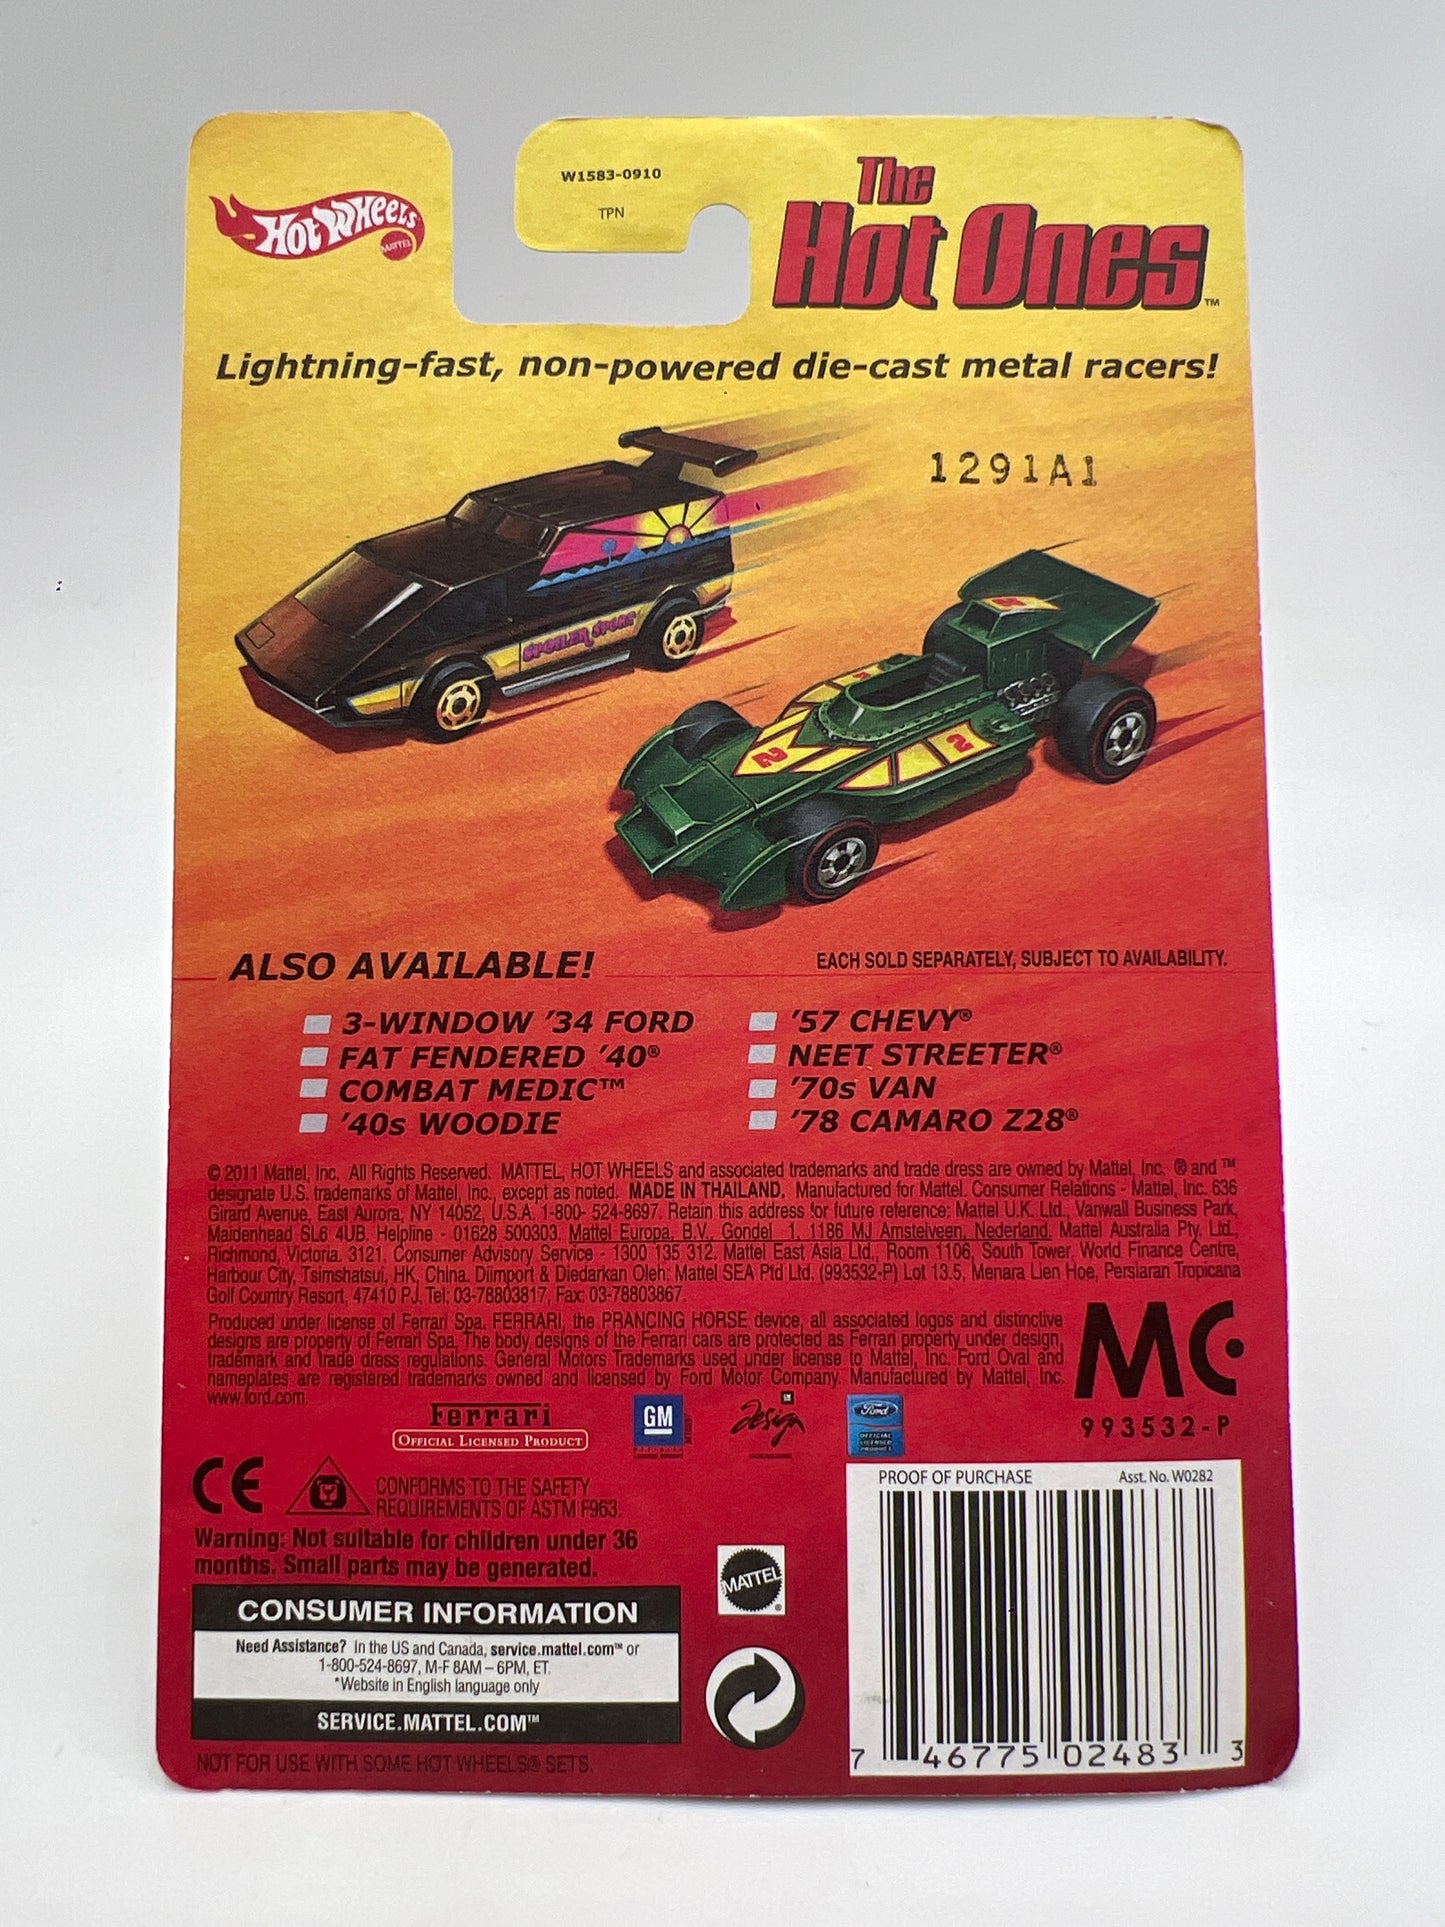 HOT WHEELS
MATTEL
W1583-0910
TPN
The
Hot Ones™
Lightning-fast, non-powered die-cast metal racers!
1291A1
SPOILER SPORT
2
2
2
ALSO AVAILABLE!
EACH SOLD SEPARATELY, SUBJECT TO AVAILABILITY.
3-WINDOW ’34 FORD
FAT FENDERED ’40®
COMBAT MEDIC™
’40s WOODIE
’57 CHEVY®
NEET STREETER®
’70s VAN
’78 CAMARO Z28®
© 2011 Mattel, Inc. All Rights Reserved. MATTEL, HOT WHEELS and associated trademarks and trade dress are owned by Mattel, Inc. ® and ™
designate U.S. trademarks of Mattel, Inc., except as noted. MADE IN THAILAND. Manufactured for Mattel. Consumer Relations - Mattel, Inc. 636
Girard Avenue, East Aurora, NY 14052, U.S.A. 1-800- 524-8697. Retain this address for future reference: Mattel U.K. Ltd., Vanwall Business Park,
Maidenhead SL6 4UB. Helpline - 01628 500303. Mattel Europa, B.V., Gondel 1, 1186 MJ Amstelveen, Nederland. Mattel Australia Pty. Ltd.,
Richmond, Victoria. 3121. Consumer Advisory Service - 1300 135 312. Mattel East Asia Ltd., Room 1106, South Tower, World Finance Centre,
Harbour City, Tsimshatsui, HK, China. Diimport & Diedarkan Oleh: Mattel SEA Ptd Ltd. (993532-P) Lot 13.5, Menara Lien Hoe, Persiaran Tropicana
Golf Country Resort, 47410 PJ. Tel: 03-78803817, Fax: 03-78803867.
Produced under license of Ferrari Spa. FERRARI, the PRANCING HORSE device, all associated logos and distinctive
designs are property of Ferrari Spa. The body designs of the Ferrari cars are protected as Ferrari property under design,
trademark and trade dress regulations. General Motors Trademarks used under license to Mattel, Inc. Ford Oval and
nameplates are registered trademarks owned and licensed by Ford Motor Company. Manufactured by Mattel, Inc.
www.ford.com.
MC
993532-P
Ferrari
OFFICIAL LICENSED PRODUCT
GM
GM
Design
Ford
OFFICIAL
LICENSED
PRODUCT
CE
CONFORMS TO THE SAFETY
REQUIREMENTS OF ASTM F963.
Warning: Not suitable for children under 36
months. Small parts may be generated.
CONSUMER INFORMATION
Need Assistance? In the US and Canada, service.mattel.com™ or
1-800-524-8697, M-F 8AM – 6PM, ET.
*Website in English language only
SERVICE.MATTEL.COM™
NOT FOR USE WITH SOME HOT WHEELS® SETS.
MATTEL®
PROOF OF PURCHASE
Asst. No. W0282
7 46775 02483 3